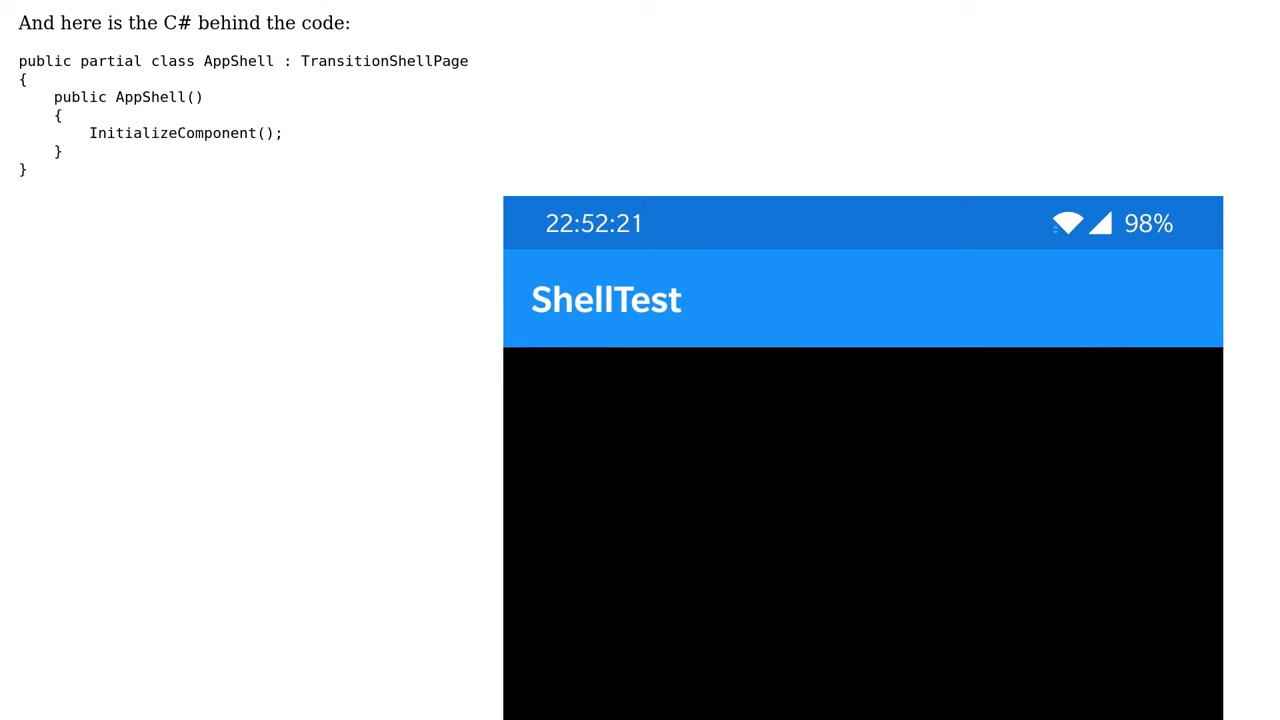 And here is the C# behind the code:
public partial class AppShell : TransitionShellPage
{
    public AppShell()
    {
        InitializeComponent();
    }
}
22:52:21 98%
ShellTest